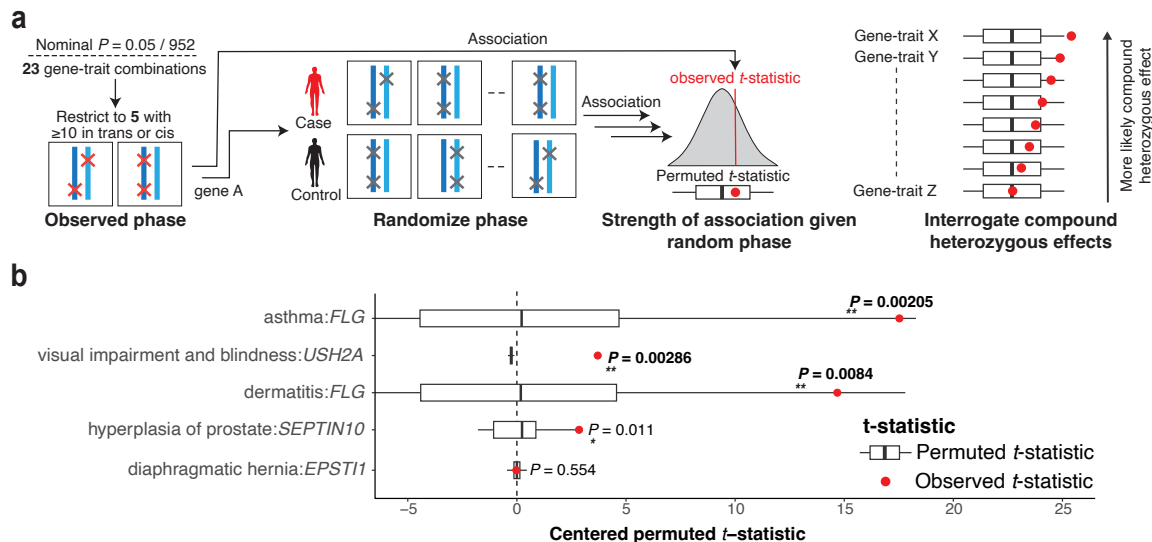 a
Nominal P = 0.05 / 952
23 gene-trait combinations
Restrict to 5 with
≥10 in trans or cis
Observed phase
gene A
Association
Case
Control
Randomize phase
Association
observed t-statistic
Permuted t-statistic
Strength of association given
random phase
Gene-trait X
Gene-trait Y
Gene-trait Z
More likely compound
heterozygous effect
Interrogate compound
heterozygous effects
b
asthma:FLG
P = 0.00205
**
visual impairment and blindness:USH2A
P = 0.00286
**
dermatitis:FLG
P = 0.0084
**
hyperplasia of prostate:SEPTIN10
P = 0.011
*
diaphragmatic hernia:EPSTI1
P = 0.554
t-statistic
Permuted t-statistic
Observed t-statistic
−5 0 5 10 15 20 25
Centered permuted t–statistic